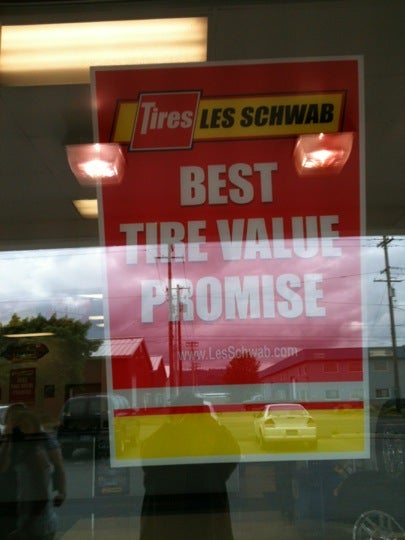 Tires LES SCHWAB
BEST
TIRE VALUE
PROMISE
www.LesSchwab.com